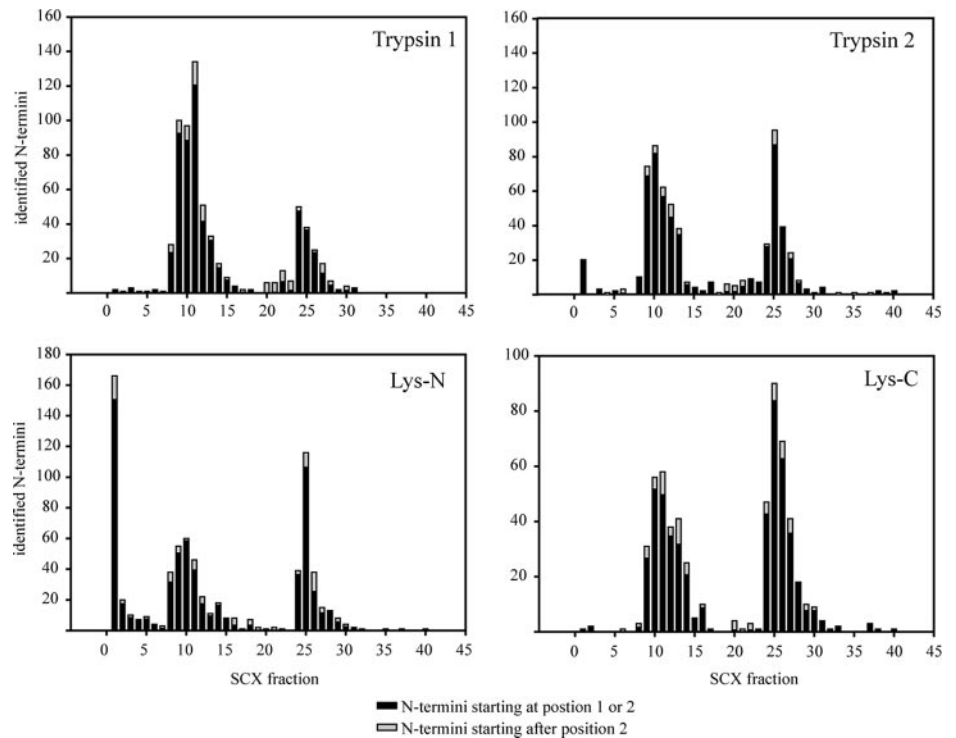 Trypsin 1
160
140
120
100
80
60
40
20
identified N-termini
0 5 10 15 20 25 30 35 40 45
Trypsin 2
160
120
80
40
0 5 10 15 20 25 30 35 40 45
Lys-N
180
160
140
120
100
80
60
40
20
identified N-termini
0 5 10 15 20 25 30 35 40 45
SCX fraction
Lys-C
100
80
60
40
20
0 5 10 15 20 25 30 35 40 45
SCX fraction
N-termini starting at postion 1 or 2
N-termini starting after position 2